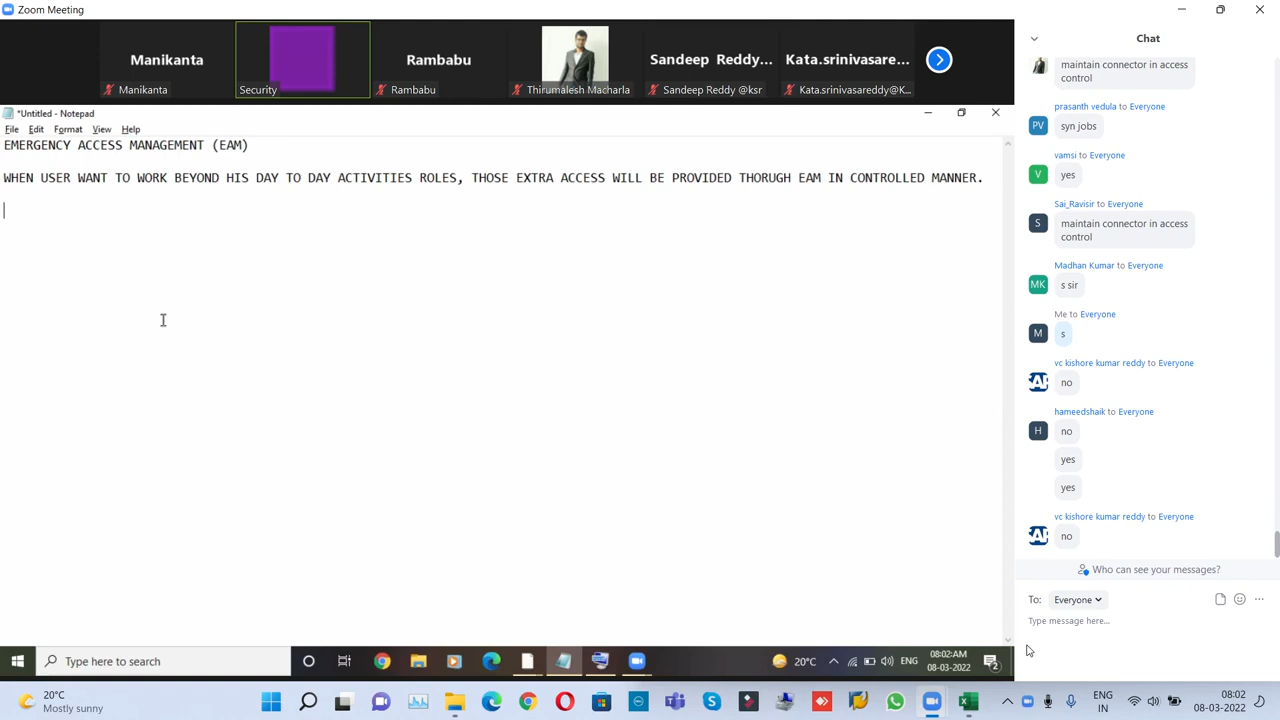 Zoom Meeting
Manikanta
Rambabu
Sandeep Reddy...
Kata.srinivasare...
Manikanta
Security
Rambabu
Thirumalesh Macharla
Sandeep Reddy @ksr
Kata.srinivasareddy@K...
*Untitled - Notepad
File Edit Format View Help
EMERGENCY ACCESS MANAGEMENT (EAM)
WHEN USER WANT TO WORK BEYOND HIS DAY TO DAY ACTIVITIES ROLES, THOSE EXTRA ACCESS WILL BE PROVIDED THORUGH EAM IN CONTROLLED MANNER.
Type here to search
20°C
ENG
08:02:AM
08-03-2022
2
Chat
maintain connector in access
control
prasanth vedula to Everyone
PV
syn jobs
vamsi to Everyone
V
yes
Sai_Ravisir to Everyone
S
maintain connector in access
control
Madhan Kumar to Everyone
MK
s sir
Me to Everyone
M
s
vc kishore kumar reddy to Everyone
no
hameedshaik to Everyone
H
no
yes
yes
vc kishore kumar reddy to Everyone
no
Who can see your messages?
To: Everyone
Type message here...
20°C
Mostly sunny
ENG
IN
08:02
08-03-2022